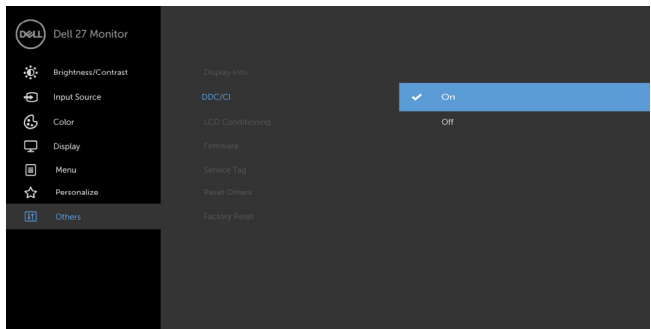 DELL Dell 27 Monitor
Brightness/Contrast Display Info
Input Source DDC/CI On
Color LCD Conditioning Off
Display Firmware
Menu Service Tag
Personalize Reset Others
Others Factory Reset